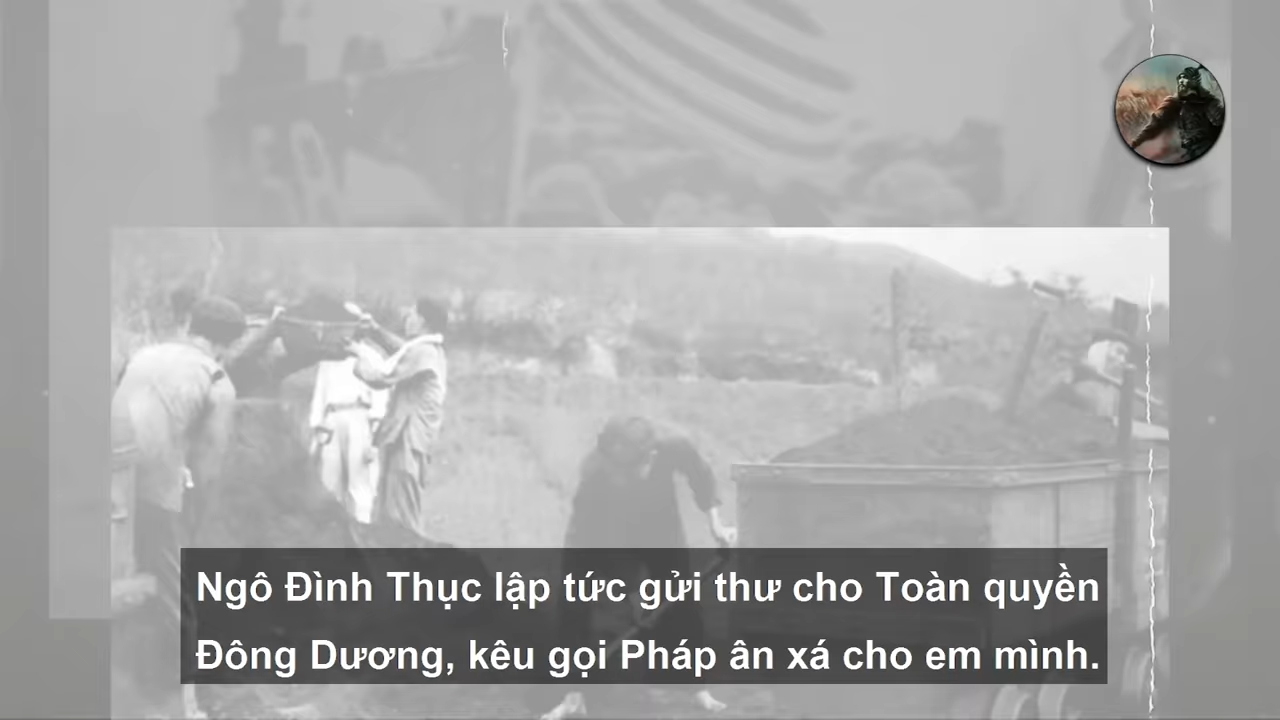 Ngô Đình Thục lập tức gửi thư cho Toàn quyền
Đông Dương, kêu gọi Pháp ân xá cho em mình.